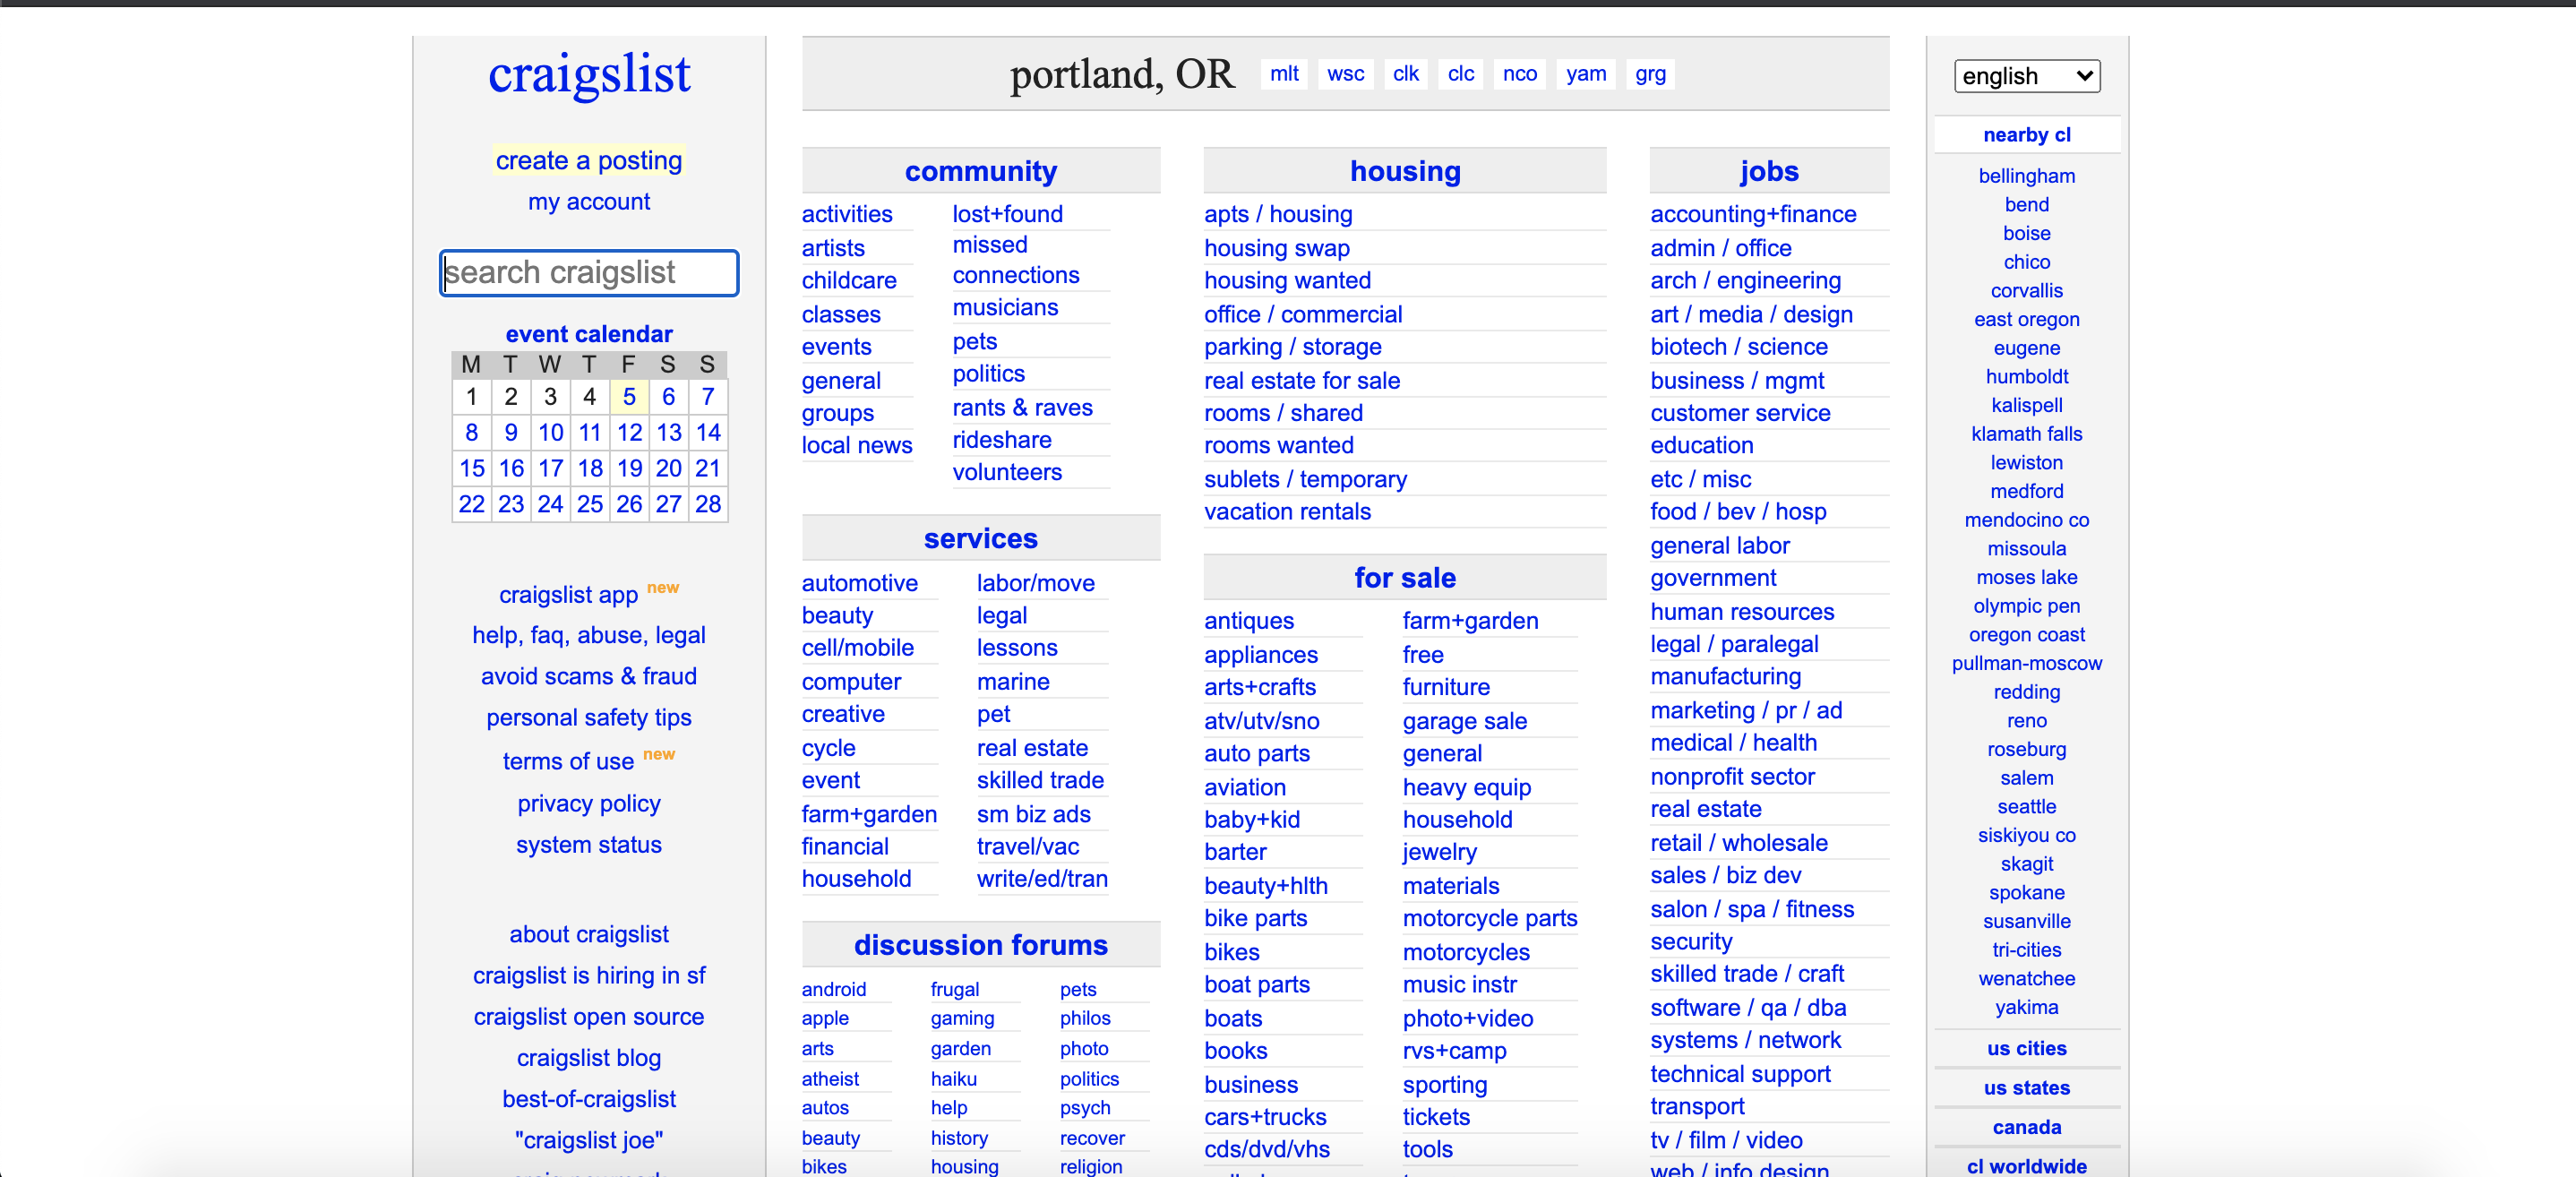 craigslist
create a posting
my account
search craigslist
event calendar
M T W T F S S
1 2 3 4 5 6 7
8 9 10 11 12 13 14
15 16 17 18 19 20 21
22 23 24 25 26 27 28
craigslist app new
help, faq, abuse, legal
avoid scams & fraud
personal safety tips
terms of use new
privacy policy
system status
about craigslist
craigslist is hiring in sf
craigslist open source
craigslist blog
best-of-craigslist
"craigslist joe"
portland, OR mlt wsc clk clc nco yam grg
community
activities
artists
childcare
classes
events
general
groups
local news
lost+found
missed
connections
musicians
pets
politics
rants & raves
rideshare
volunteers
services
automotive
beauty
cell/mobile
computer
creative
cycle
event
farm+garden
financial
household
labor/move
legal
lessons
marine
pet
real estate
skilled trade
sm biz ads
travel/vac
write/ed/tran
discussion forums
android
apple
arts
atheist
autos
beauty
bikes
frugal
gaming
garden
haiku
help
history
housing
pets
philos
photo
politics
psych
recover
religion
housing
apts / housing
housing swap
housing wanted
office / commercial
parking / storage
real estate for sale
rooms / shared
rooms wanted
sublets / temporary
vacation rentals
for sale
antiques
appliances
arts+crafts
atv/utv/sno
auto parts
aviation
baby+kid
barter
beauty+hlth
bike parts
bikes
boat parts
boats
books
business
cars+trucks
cds/dvd/vhs
farm+garden
free
furniture
garage sale
general
heavy equip
household
jewelry
materials
motorcycle parts
motorcycles
music instr
photo+video
rvs+camp
sporting
tickets
tools
jobs
accounting+finance
admin / office
arch / engineering
art / media / design
biotech / science
business / mgmt
customer service
education
etc / misc
food / bev / hosp
general labor
government
human resources
legal / paralegal
manufacturing
marketing / pr / ad
medical / health
nonprofit sector
real estate
retail / wholesale
sales / biz dev
salon / spa / fitness
security
skilled trade / craft
software / qa / dba
systems / network
technical support
transport
tv / film / video
web / info design
english
nearby cl
bellingham
bend
boise
chico
corvallis
east oregon
eugene
humboldt
kalispell
klamath falls
lewiston
medford
mendocino co
missoula
moses lake
olympic pen
oregon coast
pullman-moscow
redding
reno
roseburg
salem
seattle
siskiyou co
skagit
spokane
susanville
tri-cities
wenatchee
yakima
us cities
us states
canada
cl worldwide